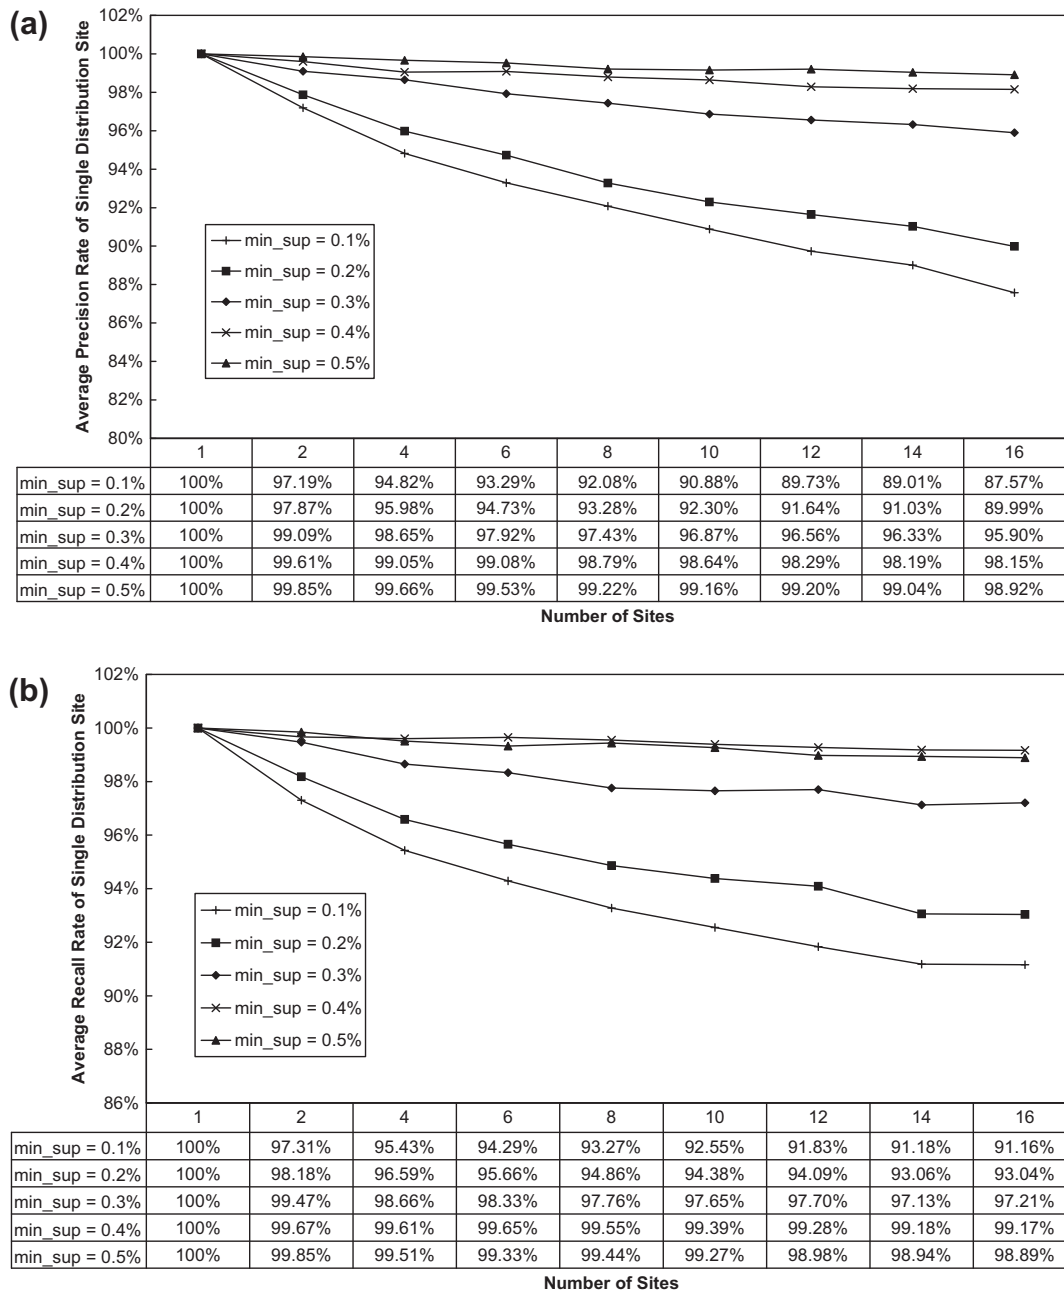 (a)
Average Precision Rate of Single Distribution Site
102%
100%
98%
96%
94%
92%
90%
88%
86%
84%
82%
80%
min_sup = 0.1%
min_sup = 0.2%
min_sup = 0.3%
min_sup = 0.4%
min_sup = 0.5%
1 2 4 6 8 10 12 14 16
min_sup = 0.1% 100% 97.19% 94.82% 93.29% 92.08% 90.88% 89.73% 89.01% 87.57%
min_sup = 0.2% 100% 97.87% 95.98% 94.73% 93.28% 92.30% 91.64% 91.03% 89.99%
min_sup = 0.3% 100% 99.09% 98.65% 97.92% 97.43% 96.87% 96.56% 96.33% 95.90%
min_sup = 0.4% 100% 99.61% 99.05% 99.08% 98.79% 98.64% 98.29% 98.19% 98.15%
min_sup = 0.5% 100% 99.85% 99.66% 99.53% 99.22% 99.16% 99.20% 99.04% 98.92%
Number of Sites
(b)
Average Recall Rate of Single Distribution Site
102%
100%
98%
96%
94%
92%
90%
88%
86%
min_sup = 0.1%
min_sup = 0.2%
min_sup = 0.3%
min_sup = 0.4%
min_sup = 0.5%
1 2 4 6 8 10 12 14 16
min_sup = 0.1% 100% 97.31% 95.43% 94.29% 93.27% 92.55% 91.83% 91.18% 91.16%
min_sup = 0.2% 100% 98.18% 96.59% 95.66% 94.86% 94.38% 94.09% 93.06% 93.04%
min_sup = 0.3% 100% 99.47% 98.66% 98.33% 97.76% 97.65% 97.70% 97.13% 97.21%
min_sup = 0.4% 100% 99.67% 99.61% 99.65% 99.55% 99.39% 99.28% 99.18% 99.17%
min_sup = 0.5% 100% 99.85% 99.51% 99.33% 99.44% 99.27% 98.98% 98.94% 98.89%
Number of Sites